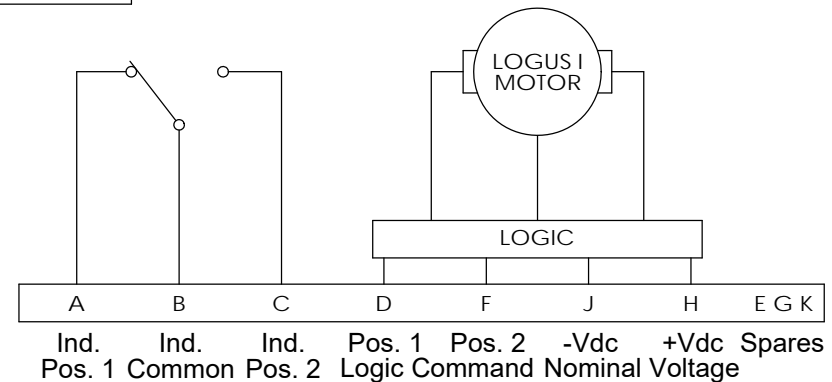 LOGUS I
MOTOR
LOGIC
A B C D F J H E G K
Ind. Ind. Ind. Pos. 1 Pos. 2 -Vdc +Vdc Spares
Pos. 1 Common Pos. 2 Logic Command Nominal Voltage